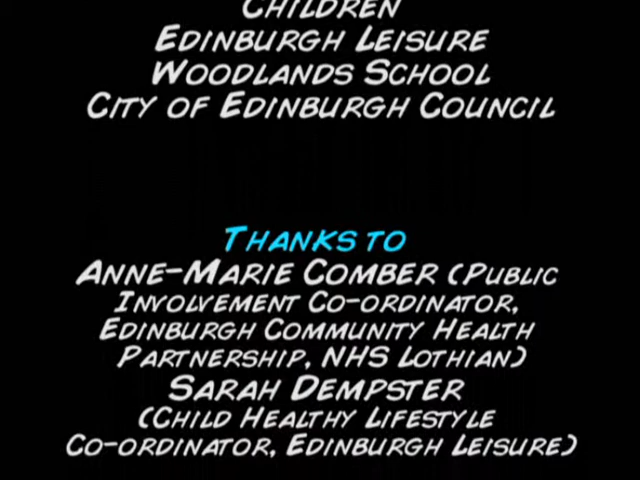 CHILDREN
EDINBURGH LEISURE
WOODLANDS SCHOOL
CITY OF EDINBURGH COUNCIL
THANKS TO
ANNE-MARIE COMBER (PUBLIC
INVOLVEMENT CO-ORDINATOR,
EDINBURGH COMMUNITY HEALTH
PARTNERSHIP, NHS LOTHIAN)
SARAH DEMPSTER
(CHILD HEALTHY LIFESTYLE
CO-ORDINATOR, EDINBURGH LEISURE)